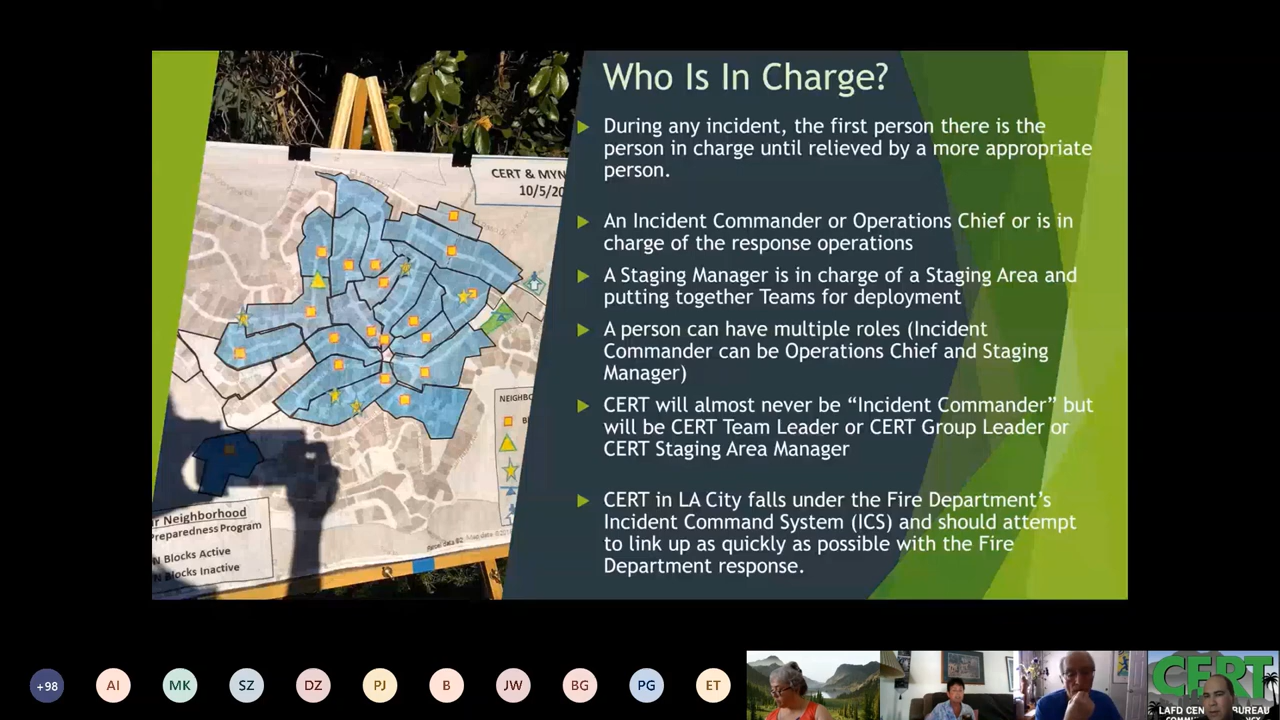 Who Is In Charge?
During any incident, the first person there is the
person in charge until relieved by a more appropriate
person.
An Incident Commander or Operations Chief or is in
charge of the response operations
A Staging Manager is in charge of a Staging Area and
putting together Teams for deployment
A person can have multiple roles (Incident
Commander can be Operations Chief and Staging
Manager)
CERT will almost never be “Incident Commander” but
will be CERT Team Leader or CERT Group Leader or
CERT Staging Area Manager
CERT in LA City falls under the Fire Department’s
Incident Command System (ICS) and should attempt
to link up as quickly as possible with the Fire
Department response.
CERT & MYN
10/5/20
NEIGHBO
r Neighborhood
Preparedness Program
N Blocks Active
N Blocks Inactive
+98
AI
MK
SZ
DZ
PJ
B
JW
BG
PG
ET
CERT
LAFD CEN BUREAU